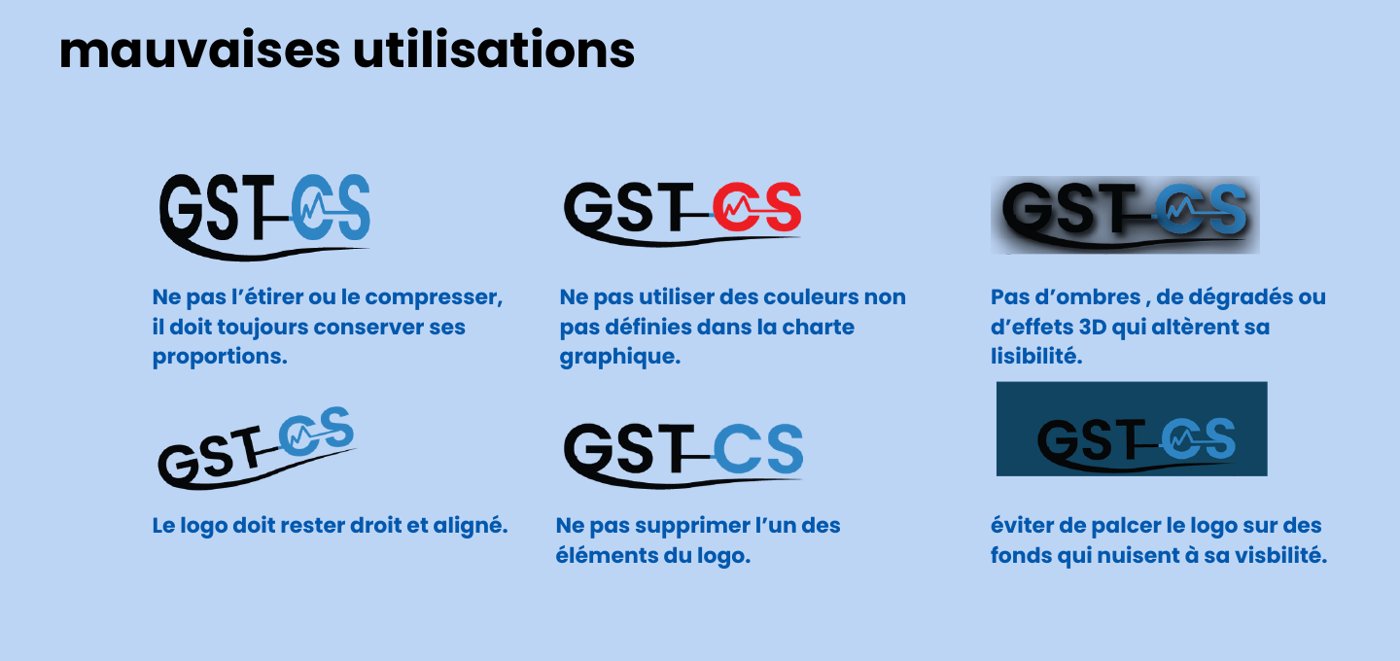 mauvaises utilisations
GST-CS
GST-CS
GST-CS
Ne pas l’étirer ou le compresser,
il doit toujours conserver ses
proportions.
Ne pas utiliser des couleurs non
pas définies dans la charte
graphique.
Pas d’ombres , de dégradés ou
d’effets 3D qui altèrent sa
lisibilité.
GST-CS
GST-CS
GST-CS
Le logo doit rester droit et aligné.
Ne pas supprimer l’un des
éléments du logo.
éviter de palcer le logo sur des
fonds qui nuisent à sa visbilité.